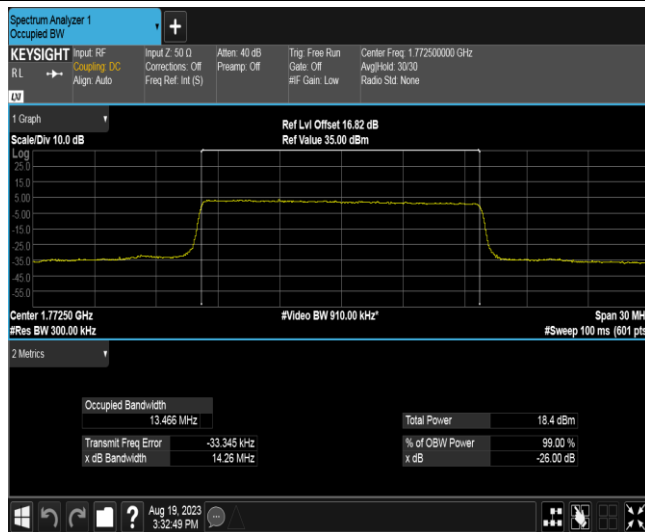 Spectrum Analyzer 1
Occupied BW
+
KEYSIGHT
RL
LXI
Input: RF
Coupling: DC
Align: Auto
Input Z: 50 Ω
Corrections: Off
Freq Ref: Int (S)
Atten: 40 dB
Preamp: Off
Trig: Free Run
Gate: Off
#IF Gain: Low
Center Freq: 1.772500000 GHz
Avg|Hold: 30/30
Radio Std: None
1 Graph
Scale/Div 10.0 dB
Ref Lvl Offset 16.82 dB
Ref Value 35.00 dBm
Log
25.0
15.0
5.00
-5.00
-15.0
-25.0
-35.0
-45.0
-55.0
Center 1.77250 GHz
#Res BW 300.00 kHz
#Video BW 910.00 kHz*
Span 30 MH
#Sweep 100 ms (601 pts
2 Metrics
Occupied Bandwidth
13.466 MHz
Transmit Freq Error -33.345 kHz
x dB Bandwidth 14.26 MHz
Total Power 18.4 dBm
% of OBW Power 99.00 %
x dB -26.00 dB
?
Aug 19, 2023
3:32:49 PM